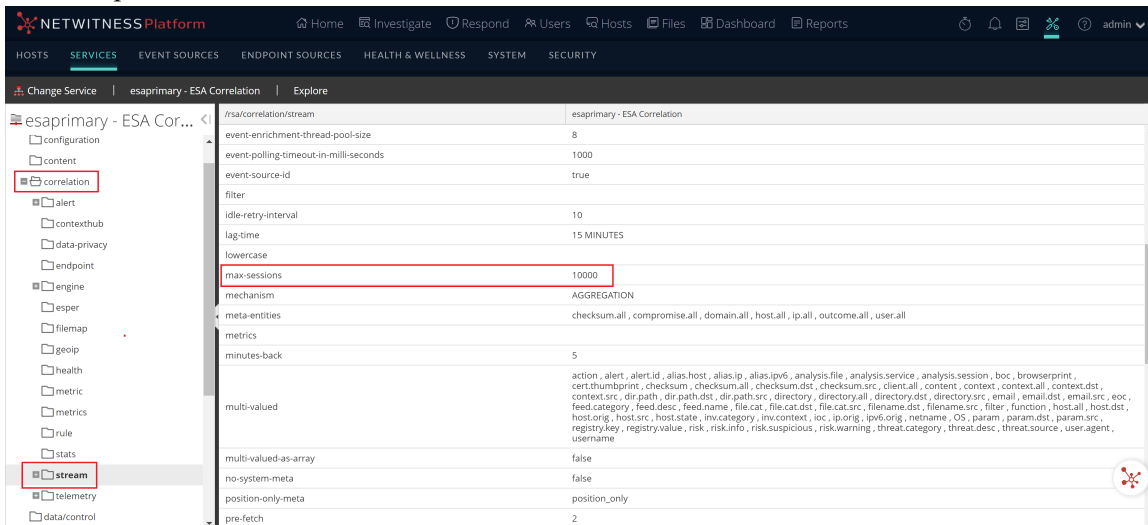 NETWITNESS Platform
Home Investigate Respond Users Hosts Files Dashboard Reports admin
HOSTS SERVICES EVENT SOURCES ENDPOINT SOURCES HEALTH & WELLNESS SYSTEM SECURITY
Change Service | esaprimary - ESA Correlation | Explore
esaprimary - ESA Cor...
configuration
content
correlation
alert
contexthub
data-privacy
endpoint
engine
esper
filemap
geoip
health
metric
metrics
rule
stats
stream
telemetry
data/control
/rsa/correlation/stream esaprimary - ESA Correlation
event-enrichment-thread-pool-size 8
event-polling-timeout-in-milli-seconds 1000
event-source-id true
filter
idle-retry-interval 10
lag-time 15 MINUTES
lowercase
max-sessions 10000
mechanism AGGREGATION
meta-entities checksum.all , compromise.all , domain.all , host.all , ip.all , outcome.all , user.all
metrics
minutes-back 5
multi-valued
action , alert , alert.id , alias.host , alias.ip , alias.ipv6 , analysis.file , analysis.service , analysis.session , boc , browserprint ,
cert.thumbprint , checksum , checksum.all , checksum.dst , checksum.src , client.all , content , context , context.all , context.dst ,
context.src , dir.path , dir.path.dst , dir.path.src , directory , directory.all , directory.dst , directory.src , email , email.dst , email.src , eoc ,
feed.category , feed.desc , feed.name , file.cat , file.cat.dst , file.cat.src , filename.dst , filename.src , filter , function , host.all , host.dst ,
host.orig , host.src , host.state , inv.category , inv.context , ioc , ip.orig , ipv6.orig , netname , OS , param , param.dst , param.src ,
registry.key , registry.value , risk , risk.info , risk.suspicious , risk.warning , threat.category , threat.desc , threat.source , user.agent ,
username
multi-valued-as-array false
no-system-meta false
position-only-meta position_only
pre-fetch 2